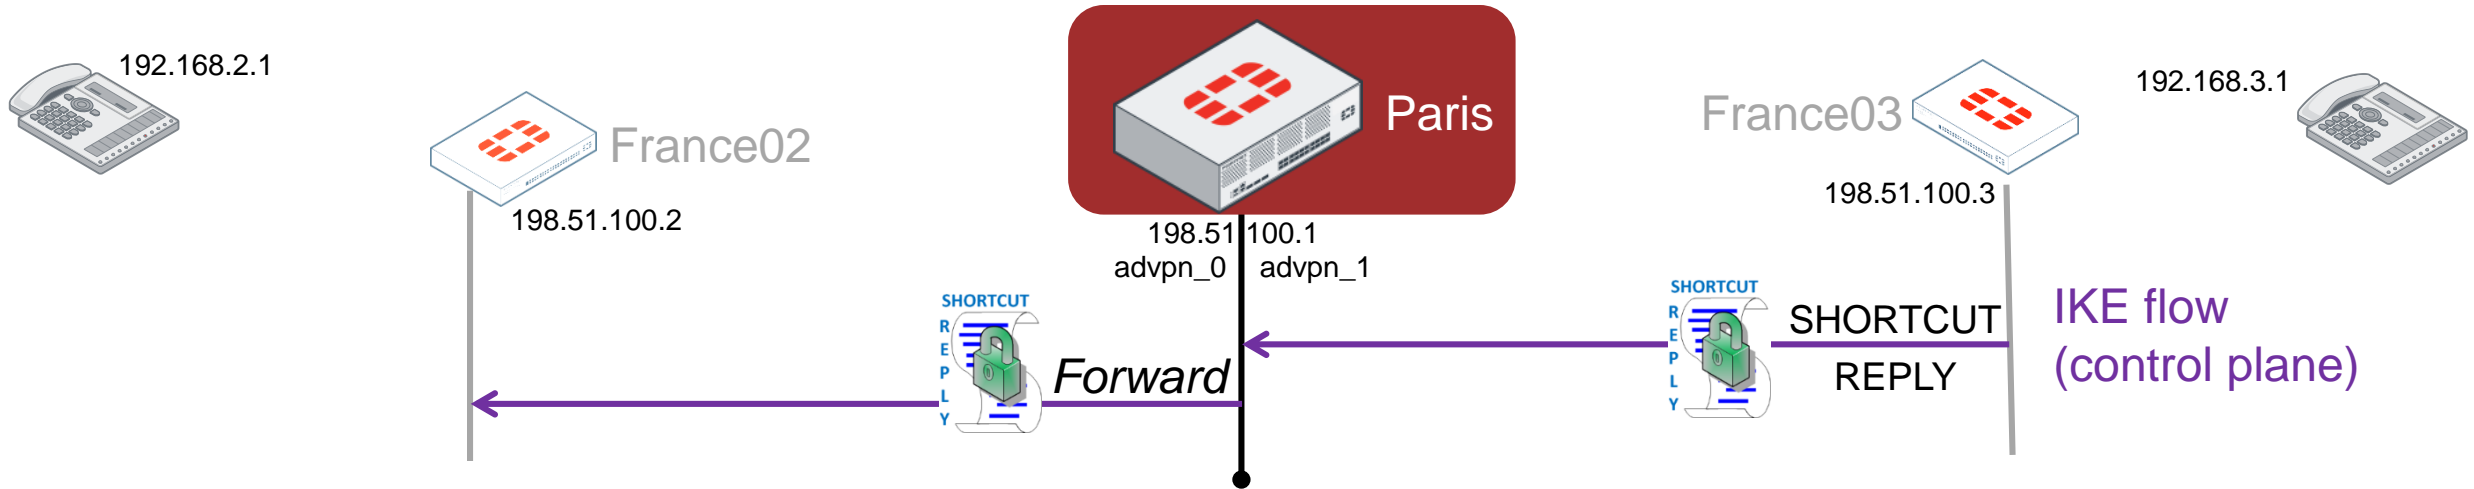 192.168.2.1
France02
198.51.100.2
Paris
198.51.100.1
advpn_0 advpn_1
France03
192.168.3.1
198.51.100.3
SHORTCUT
REPLY
Forward
SHORTCUT
REPLY
SHORTCUT
REPLY
IKE flow
(control plane)